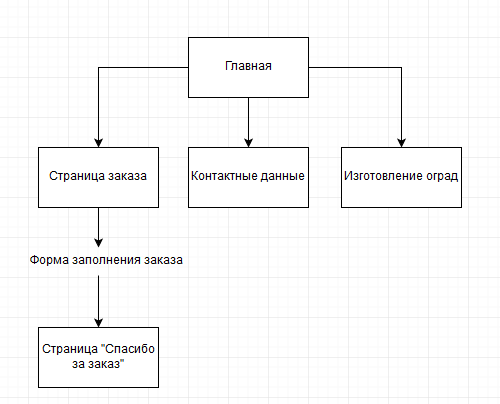 Главная
Страница заказа
Контактные данные
Изготовление оград
Форма заполнения заказа
Страница "Спасибо
за заказ"